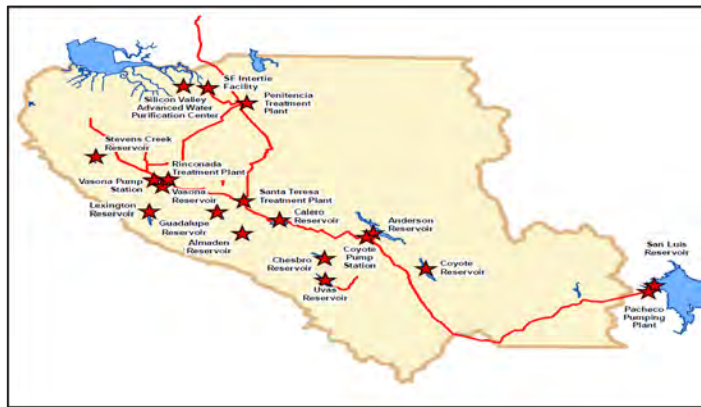 SF Intertie
Facility
Silicon Valley
Advanced Water
Purification Center
Penitencia
Treatment
Plant
Stevens Creek
Reservoir
Rinconada
Treatment Plant
Vasona Pump
Station
Vasona
Reservoir
Santa Teresa
Treatment Plant
Lexington
Reservoir
Guadalupe
Reservoir
Calero
Reservoir
Anderson
Reservoir
Almaden
Reservoir
Coyote
Pump
Station
Chesbro
Reservoir
Coyote
Reservoir
Uvas
Reservoir
San Luis
Reservoir
Pacheco
Pumping
Plant